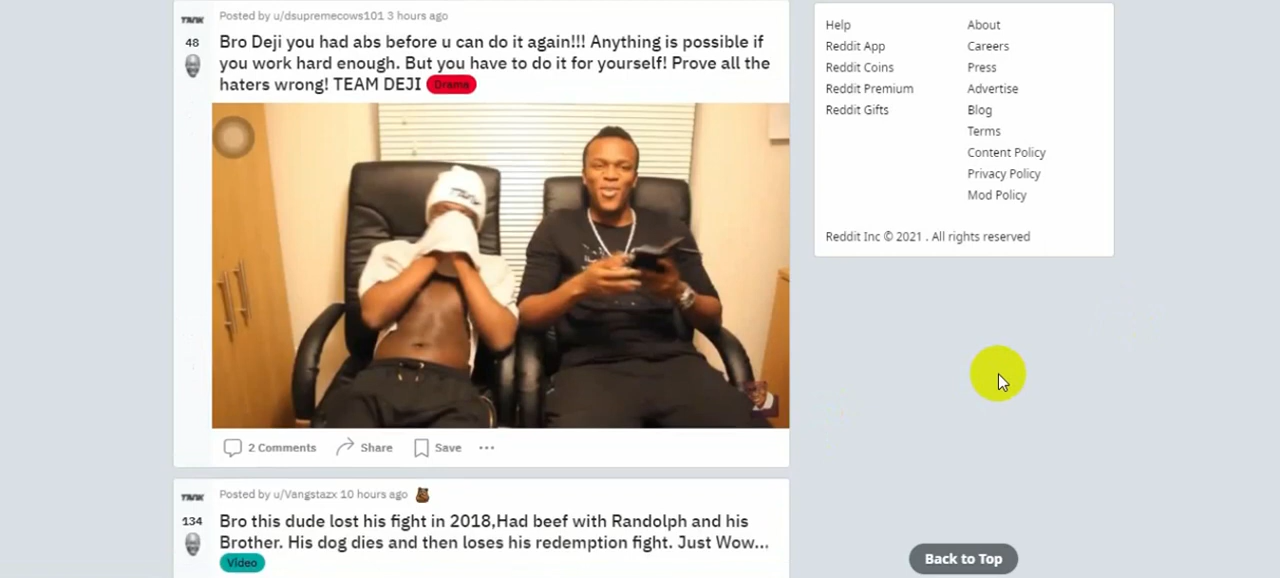 TANK
Posted by u/dsupremecows101 3 hours ago
48
Bro Deji you had abs before u can do it again!!! Anything is possible if
you work hard enough. But you have to do it for yourself! Prove all the
haters wrong! TEAM DEJI Drama
2 Comments Share Save ...
TANK
Posted by u/Vangstazx 10 hours ago
134
Bro this dude lost his fight in 2018,Had beef with Randolph and his
Brother. His dog dies and then loses his redemption fight. Just Wow...
Video
Help
Reddit App
Reddit Coins
Reddit Premium
Reddit Gifts
About
Careers
Press
Advertise
Blog
Terms
Content Policy
Privacy Policy
Mod Policy
Reddit Inc © 2021 . All rights reserved
Back to Top